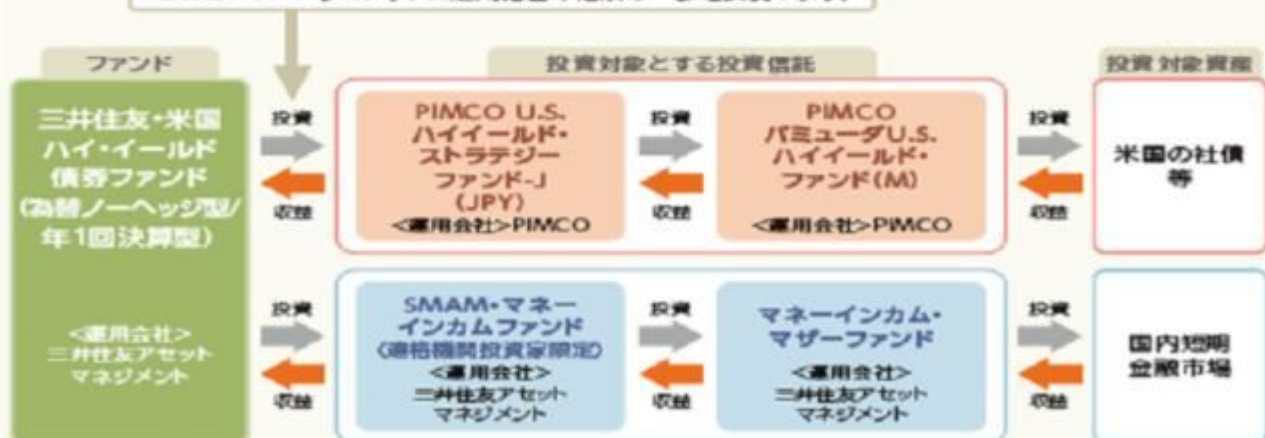 ファンド
投資対象とする投資信託
投資対象資産
三井住友・米国
ハイ・イールド
債券ファンド
(為替ノーヘッジ型/
年1回決算型)
<運用会社>
三井住友アセット
マネジメント
投資
収益
PIMCO U.S.
ハイイールド・
ストラテジー
ファンド-J
(JPY)
<運用会社>PIMCO
投資
収益
PIMCO
バミューダU.S.
ハイイールド・
ファンド(M)
<運用会社>PIMCO
投資
収益
米国の社債
等
投資
収益
SMAM・マネー
インカムファンド
(適格機関投資家限定)
<運用会社>
三井住友アセット
マネジメント
投資
収益
マネーインカム・
マザーファンド
<運用会社>
三井住友アセット
マネジメント
投資
収益
国内短期
金融市場